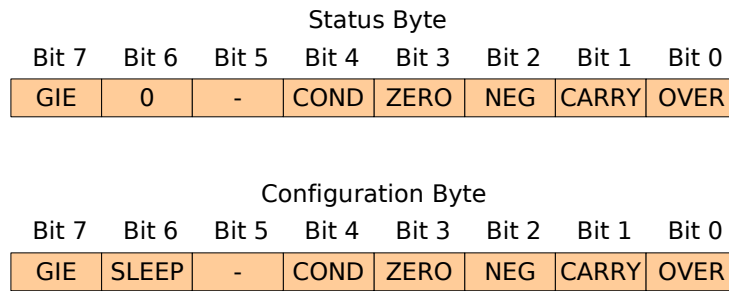 Status Byte
Bit 7 Bit 6 Bit 5 Bit 4 Bit 3 Bit 2 Bit 1 Bit 0
GIE 0 - COND ZERO NEG CARRY OVER
Configuration Byte
Bit 7 Bit 6 Bit 5 Bit 4 Bit 3 Bit 2 Bit 1 Bit 0
GIE SLEEP - COND ZERO NEG CARRY OVER